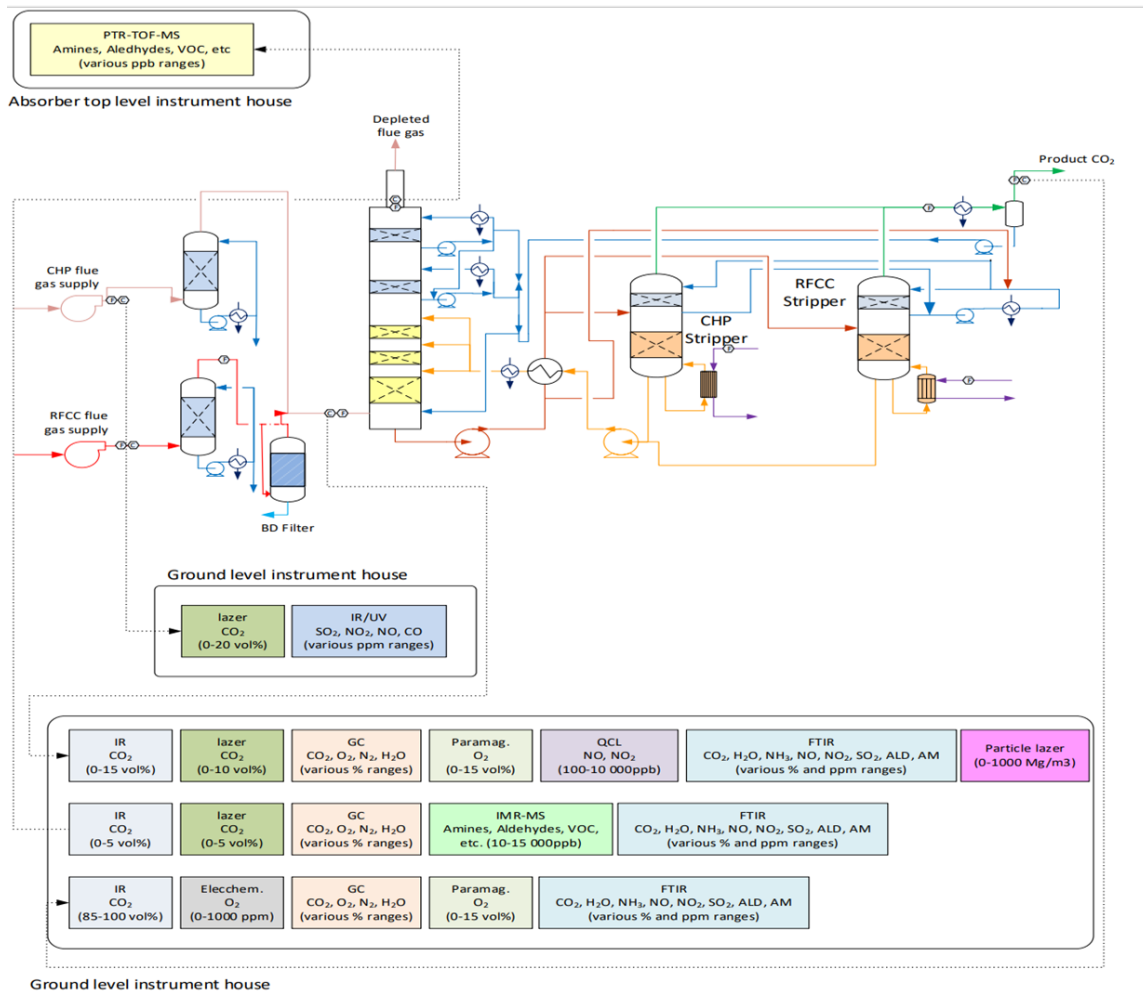 PTR-TOF-MS
Amines, Aledhydes, VOC, etc
(various ppb ranges)
Absorber top level instrument house
Depleted
flue gas
Product CO₂
CHP flue
gas supply
RFCC flue
gas supply
CHP
Stripper
RFCC
Stripper
BD Filter
F C
F C
F
C F
C
F
F
F
F
F C
Ground level instrument house
lazer
CO₂
(0-20 vol%)
IR/UV
SO₂, NO₂, NO, CO
(various ppm ranges)
IR
CO₂
(0-15 vol%)
lazer
CO₂
(0-10 vol%)
GC
CO₂, O₂, N₂, H₂O
(various % ranges)
Paramag.
O₂
(0-15 vol%)
QCL
NO, NO₂
(100-10 000ppb)
FTIR
CO₂, H₂O, NH₃, NO, NO₂, SO₂, ALD, AM
(various % and ppm ranges)
Particle lazer
(0-1000 Mg/m3)
IR
CO₂
(0-5 vol%)
lazer
CO₂
(0-5 vol%)
GC
CO₂, O₂, N₂, H₂O
(various % ranges)
IMR-MS
Amines, Aldehydes, VOC,
etc. (10-15 000ppb)
FTIR
CO₂, H₂O, NH₃, NO, NO₂, SO₂, ALD, AM
(various % and ppm ranges)
IR
CO₂
(85-100 vol%)
Elecchem.
O₂
(0-1000 ppm)
GC
CO₂, O₂, N₂, H₂O
(various % ranges)
Paramag.
O₂
(0-15 vol%)
FTIR
CO₂, H₂O, NH₃, NO, NO₂, SO₂, ALD, AM
(various % and ppm ranges)
Ground level instrument house